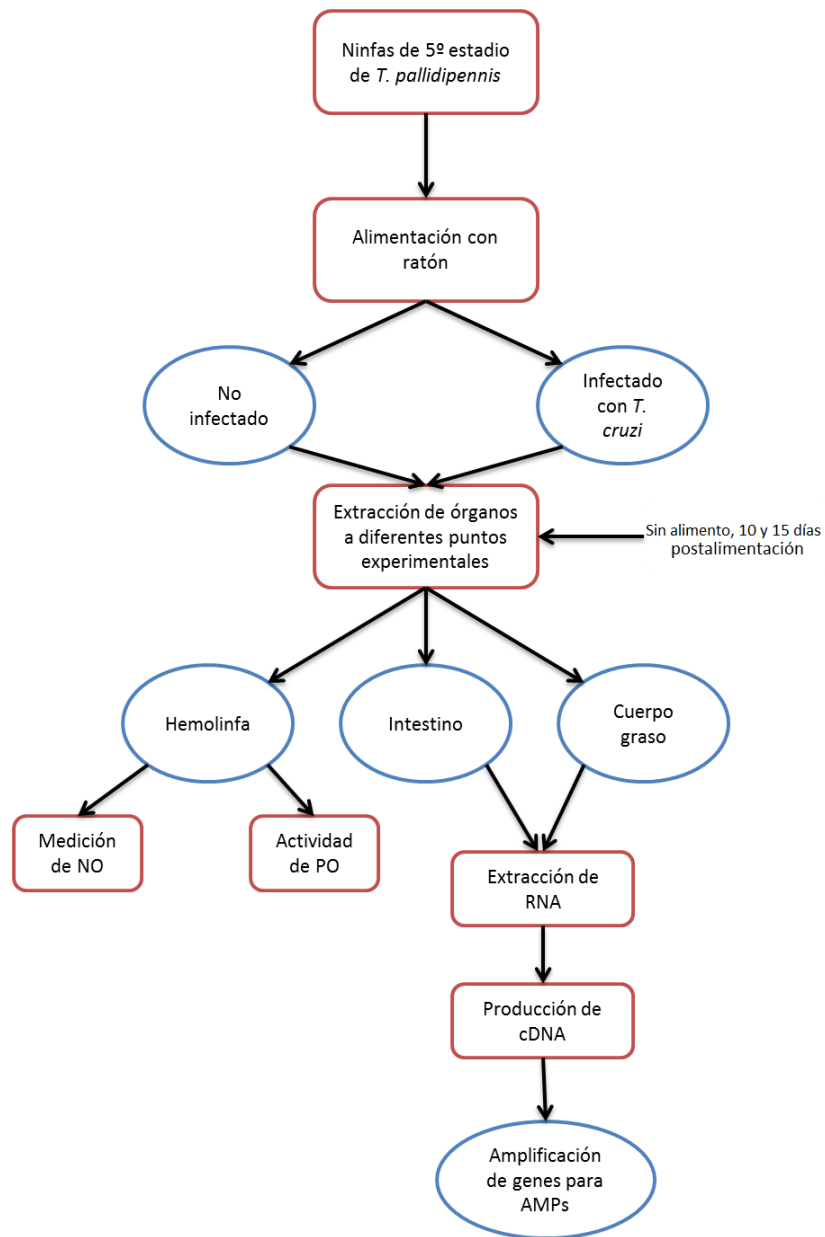 Ninfas de 5º estadio
de T. pallidipennis
Alimentación con
ratón
No
infectado
Infectado
con T.
cruzi
Extracción de órganos
a diferentes puntos
experimentales
Sin alimento, 10 y 15 días
postalimentación
Hemolinfa
Intestino
Cuerpo
graso
Medición
de NO
Actividad
de PO
Extracción de
RNA
Producción de
cDNA
Amplificación
de genes para
AMPs